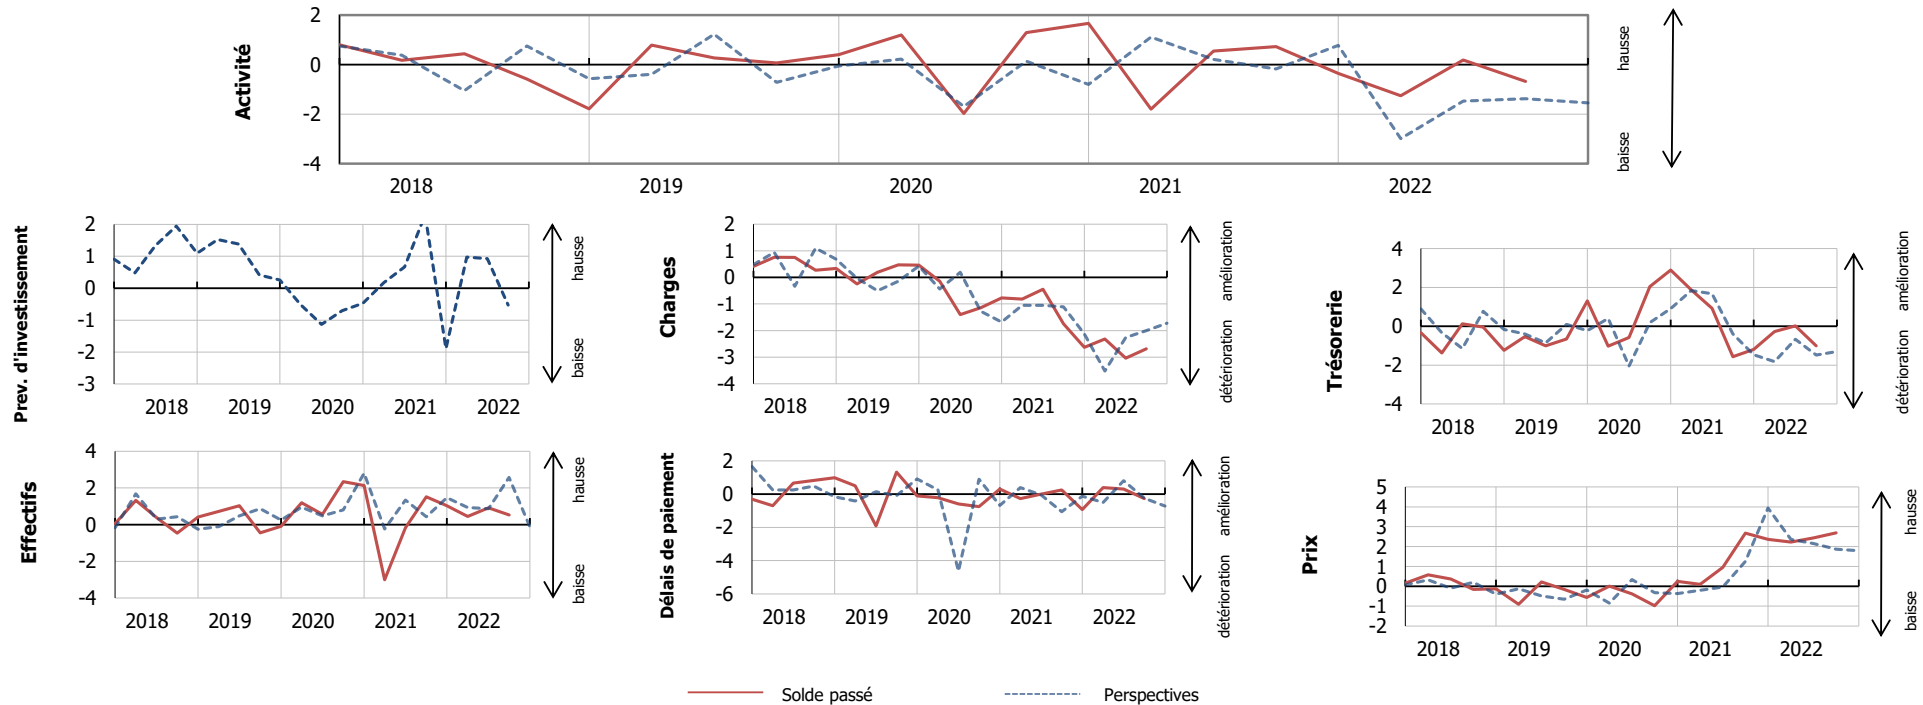 Activité
2
0
-2
-4
2018 2019 2020 2021 2022
hausse
baisse
Prev. d'investissement
2
1
0
-1
-2
-3
2018 2019 2020 2021 2022
hausse
baisse
Charges
2
1
0
-1
-2
-3
-4
2018 2019 2020 2021 2022
amélioration
détérioration
Trésorerie
4
2
0
-2
-4
2018 2019 2020 2021 2022
amélioration
détérioration
Effectifs
4
2
0
-2
-4
2018 2019 2020 2021 2022
hausse
baisse
Délais de paiement
2
0
-2
-4
-6
2018 2019 2020 2021 2022
amélioration
détérioration
Prix
5
4
3
2
1
0
-1
-2
2018 2019 2020 2021 2022
hausse
baisse
Solde passé Perspectives